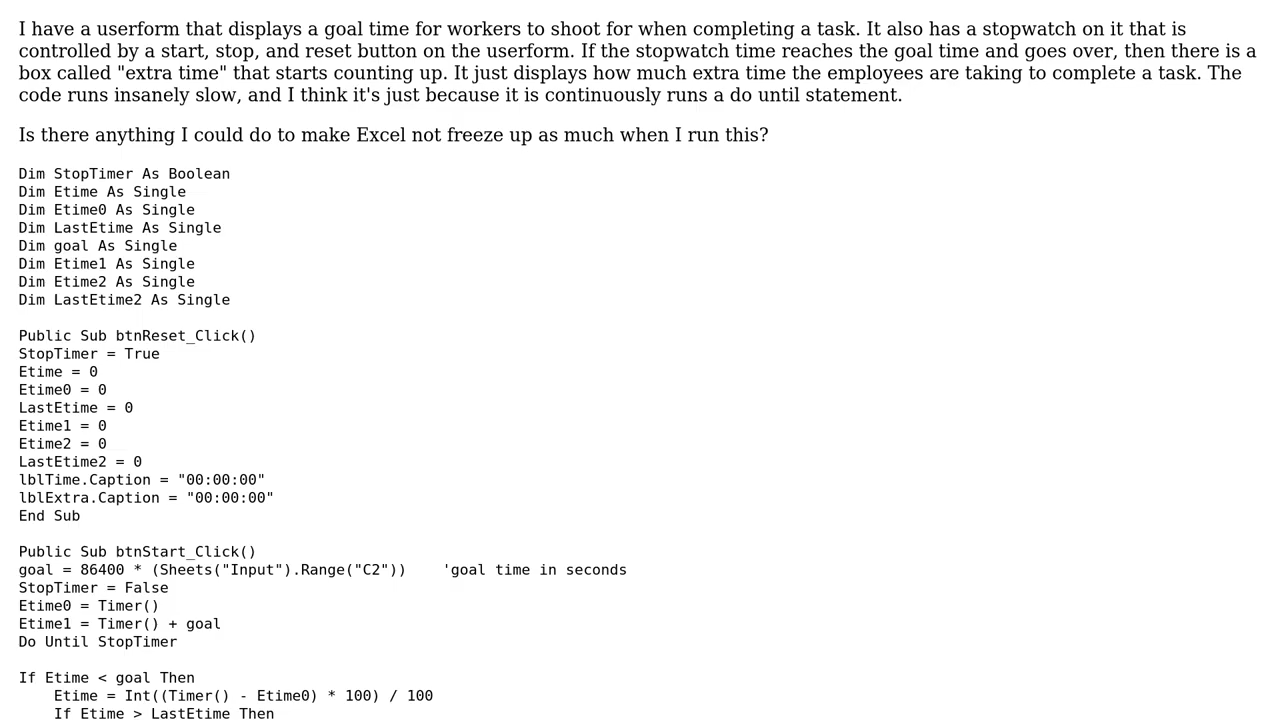 I have a userform that displays a goal time for workers to shoot for when completing a task. It also has a stopwatch on it that is
controlled by a start, stop, and reset button on the userform. If the stopwatch time reaches the goal time and goes over, then there is a
box called "extra time" that starts counting up. It just displays how much extra time the employees are taking to complete a task. The
code runs insanely slow, and I think it's just because it is continuously runs a do until statement.
Is there anything I could do to make Excel not freeze up as much when I run this?
Dim StopTimer As Boolean
Dim Etime As Single
Dim Etime0 As Single
Dim LastEtime As Single
Dim goal As Single
Dim Etime1 As Single
Dim Etime2 As Single
Dim LastEtime2 As Single
Public Sub btnReset_Click()
StopTimer = True
Etime = 0
Etime0 = 0
LastEtime = 0
Etime1 = 0
Etime2 = 0
LastEtime2 = 0
lblTime.Caption = "00:00:00"
lblExtra.Caption = "00:00:00"
End Sub
Public Sub btnStart_Click()
goal = 86400 * (Sheets("Input").Range("C2"))    'goal time in seconds
StopTimer = False
Etime0 = Timer()
Etime1 = Timer() + goal
Do Until StopTimer
If Etime < goal Then
    Etime = Int((Timer() - Etime0) * 100) / 100
    If Etime > LastEtime Then